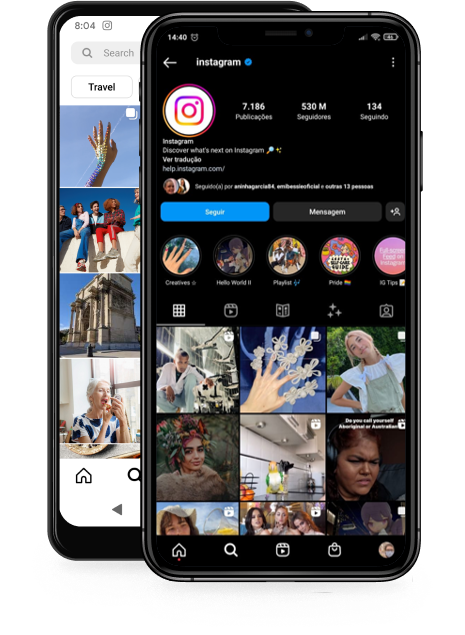 8:04
Search
Travel
14:40
instagram
7.186
530 M
134
Publicações
Seguidores
Seguindo
Instagram
Discover what's next on Instagram 🔎✨
Ver tradução
help.instagram.com/
Seguido(a) por aninhagarcia84, emibessieoficial e outras 13 pessoas
Seguir
Mensagem
Creatives
Hello World II
Playlist
Pride 🏳️‍🌈
IG Tips
Do you call yourself
Aboriginal or Australian